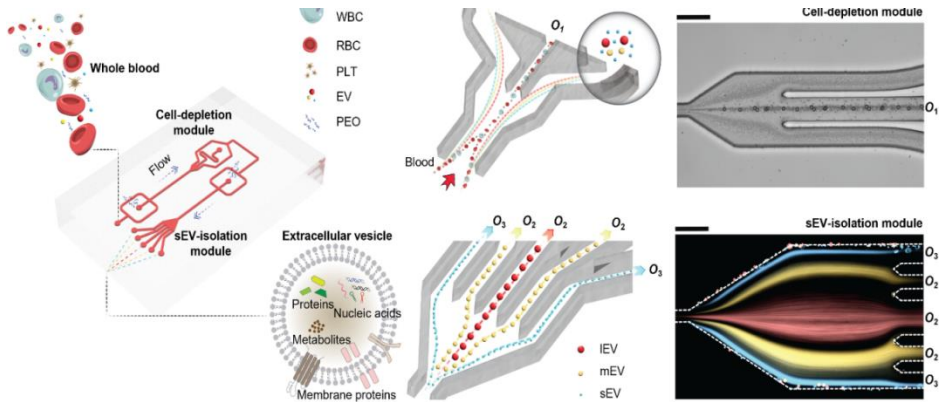 WBC
RBC
PLT
EV
PEO
Whole blood
Cell-depletion
module
Flow
sEV-isolation
module
Extracellular vesicle
Proteins
Nucleic acids
Metabolites
Membrane proteins
O1
Blood
O3
O2
O2
O2
O3
lEV
mEV
sEV
Cell-depletion module
O1
sEV-isolation module
O3
O2
O2
O2
O3